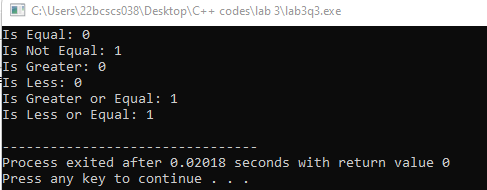 C:\Users\22bcscs038\Desktop\C++ codes\lab 3\lab3q3.exe
Is Equal: 0
Is Not Equal: 1
Is Greater: 0
Is Less: 0
Is Greater or Equal: 1
Is Less or Equal: 1
--------------------------------
Process exited after 0.02018 seconds with return value 0
Press any key to continue . . .